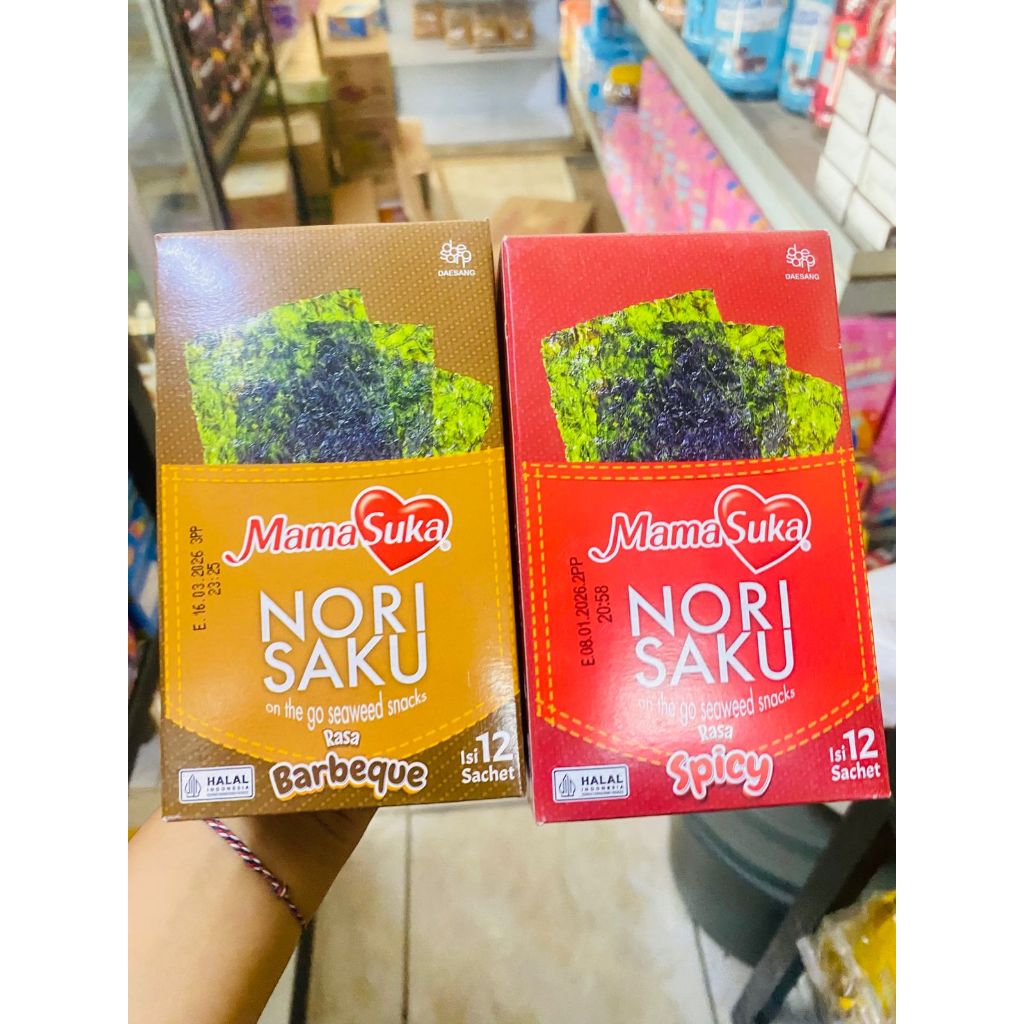 daesang
DAESANG
MamaSuka®
E. 16.03.2026 3PP
23:25
NORI
SAKU
on the go seaweed snacks
Rasa
Barbeque
HALAL
INDONESIA
Isi 12
Sachet
daesang
DAESANG
MamaSuka®
E.08.01.2026.2PP
20:58
NORI
SAKU
on the go seaweed snacks
Rasa
Spicy
HALAL
INDONESIA
Isi 12
Sachet